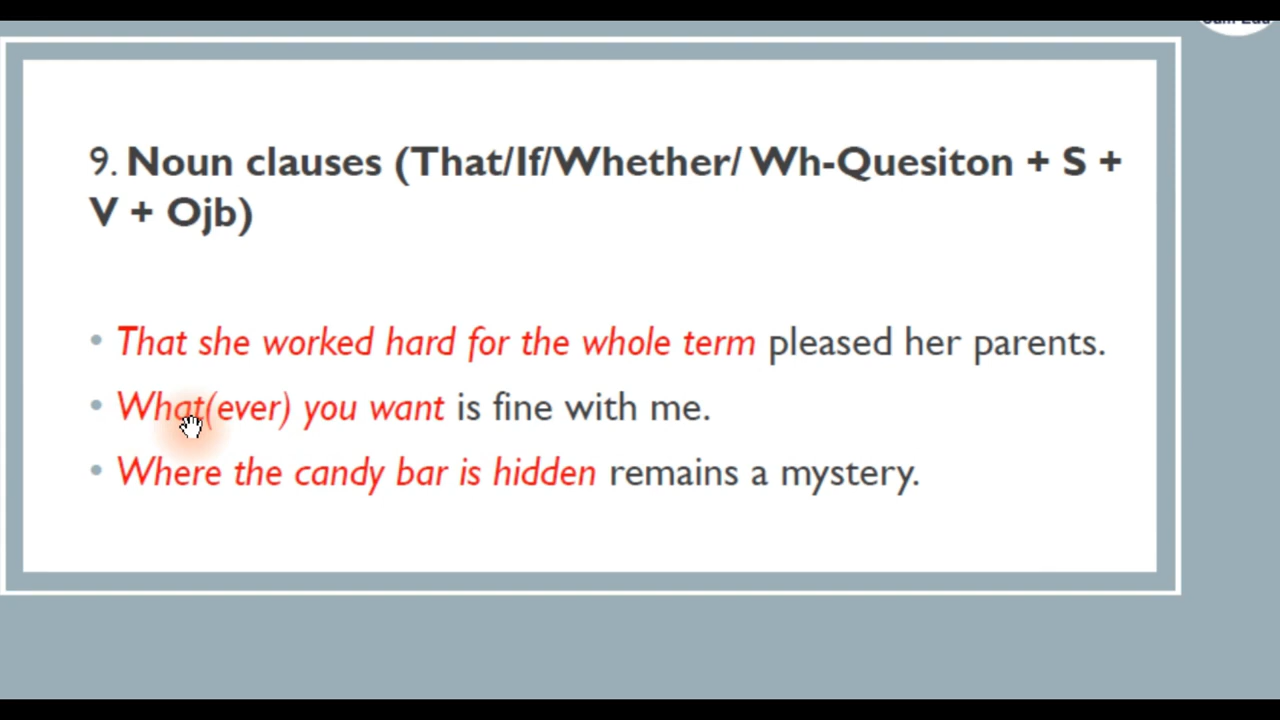 9. Noun clauses (That/If/Whether/ Wh-Quesiton + S +
V + Ojb)
• That she worked hard for the whole term pleased her parents.
• What(ever) you want is fine with me.
• Where the candy bar is hidden remains a mystery.